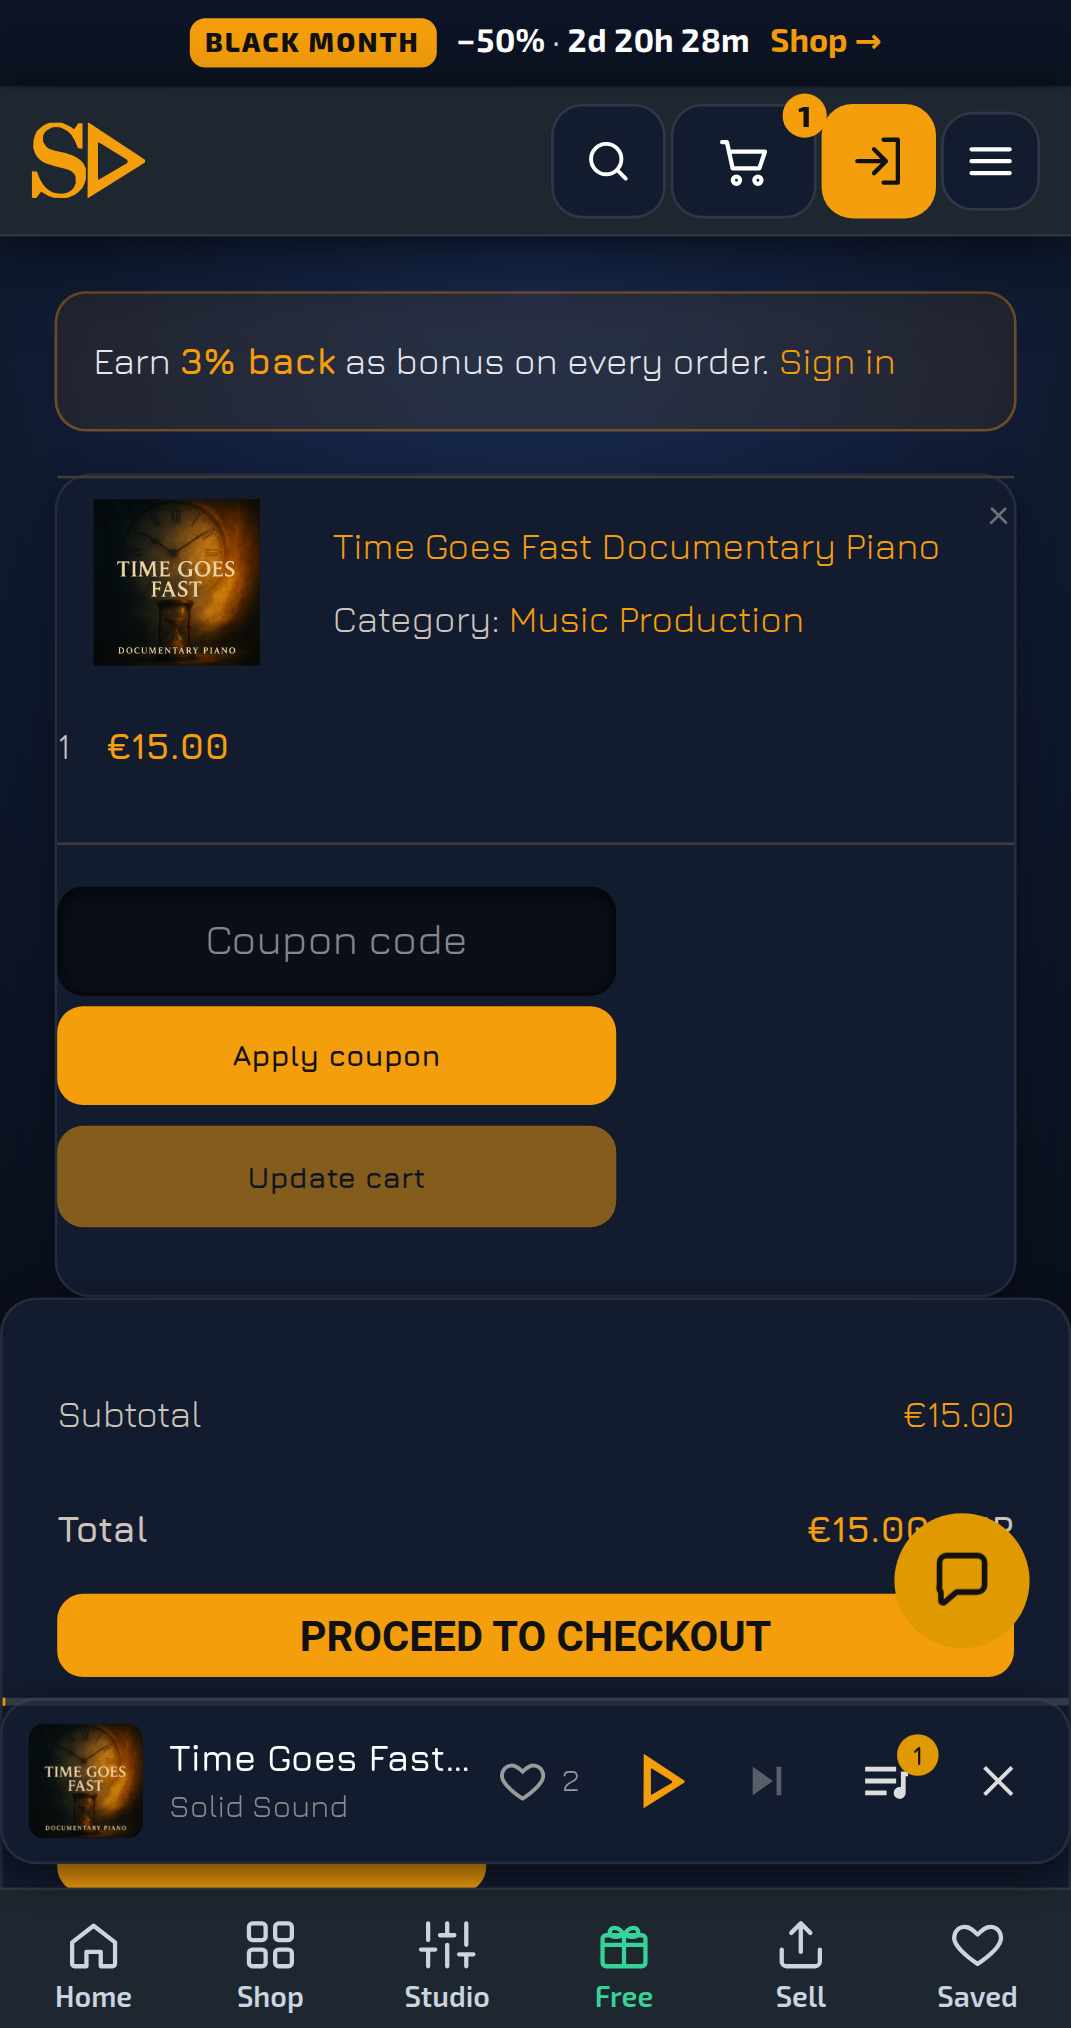 BLACK MONTH −50% · 2d 20h 28m Shop →
S
1
Earn 3% back as bonus on every order. Sign in
×
TIME GOES
FAST
DOCUMENTARY PIANO
Time Goes Fast Documentary Piano
Category: Music Production
1 €15.00
Coupon code
Apply coupon
Update cart
Subtotal €15.00
Total €15.00
PROCEED TO CHECKOUT
TIME GOES
FAST
DOCUMENTARY PIANO
Time Goes Fast...
Solid Sound
2
1
Home Shop Studio Free Sell Saved